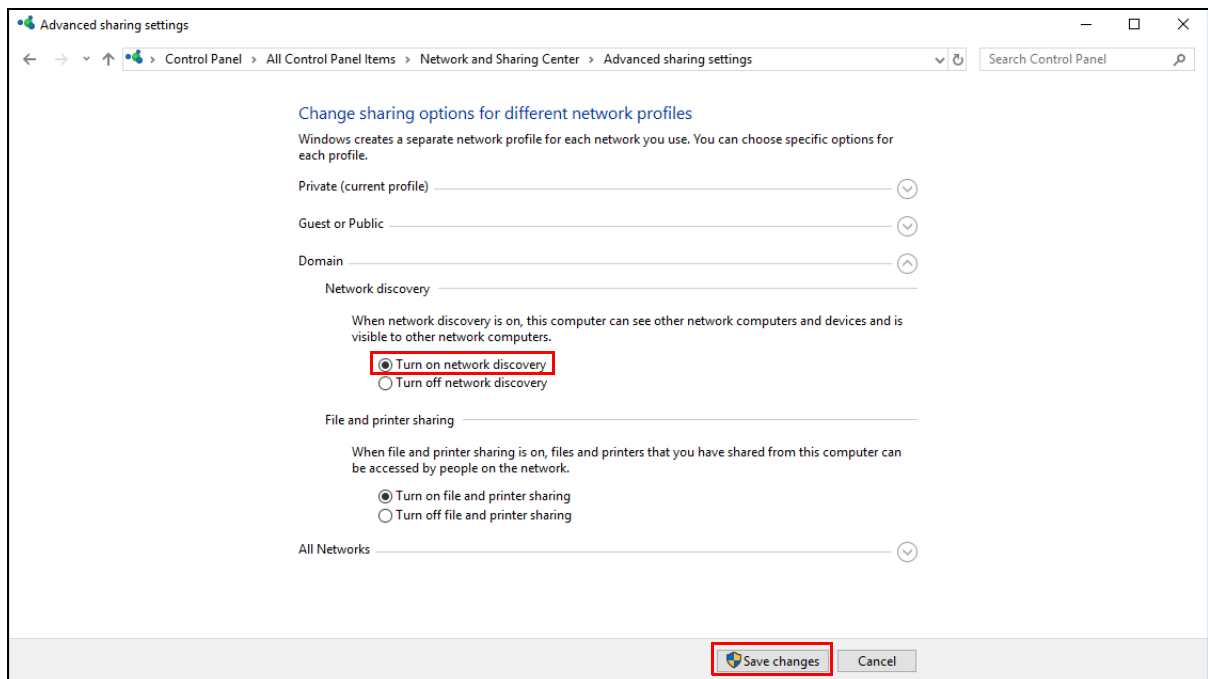 Advanced sharing settings
Control Panel > All Control Panel Items > Network and Sharing Center > Advanced sharing settings
Search Control Panel
Change sharing options for different network profiles
Windows creates a separate network profile for each network you use. You can choose specific options for
each profile.
Private (current profile)
Guest or Public
Domain
Network discovery
When network discovery is on, this computer can see other network computers and devices and is
visible to other network computers.
Turn on network discovery
Turn off network discovery
File and printer sharing
When file and printer sharing is on, files and printers that you have shared from this computer can
be accessed by people on the network.
Turn on file and printer sharing
Turn off file and printer sharing
All Networks
Save changes
Cancel